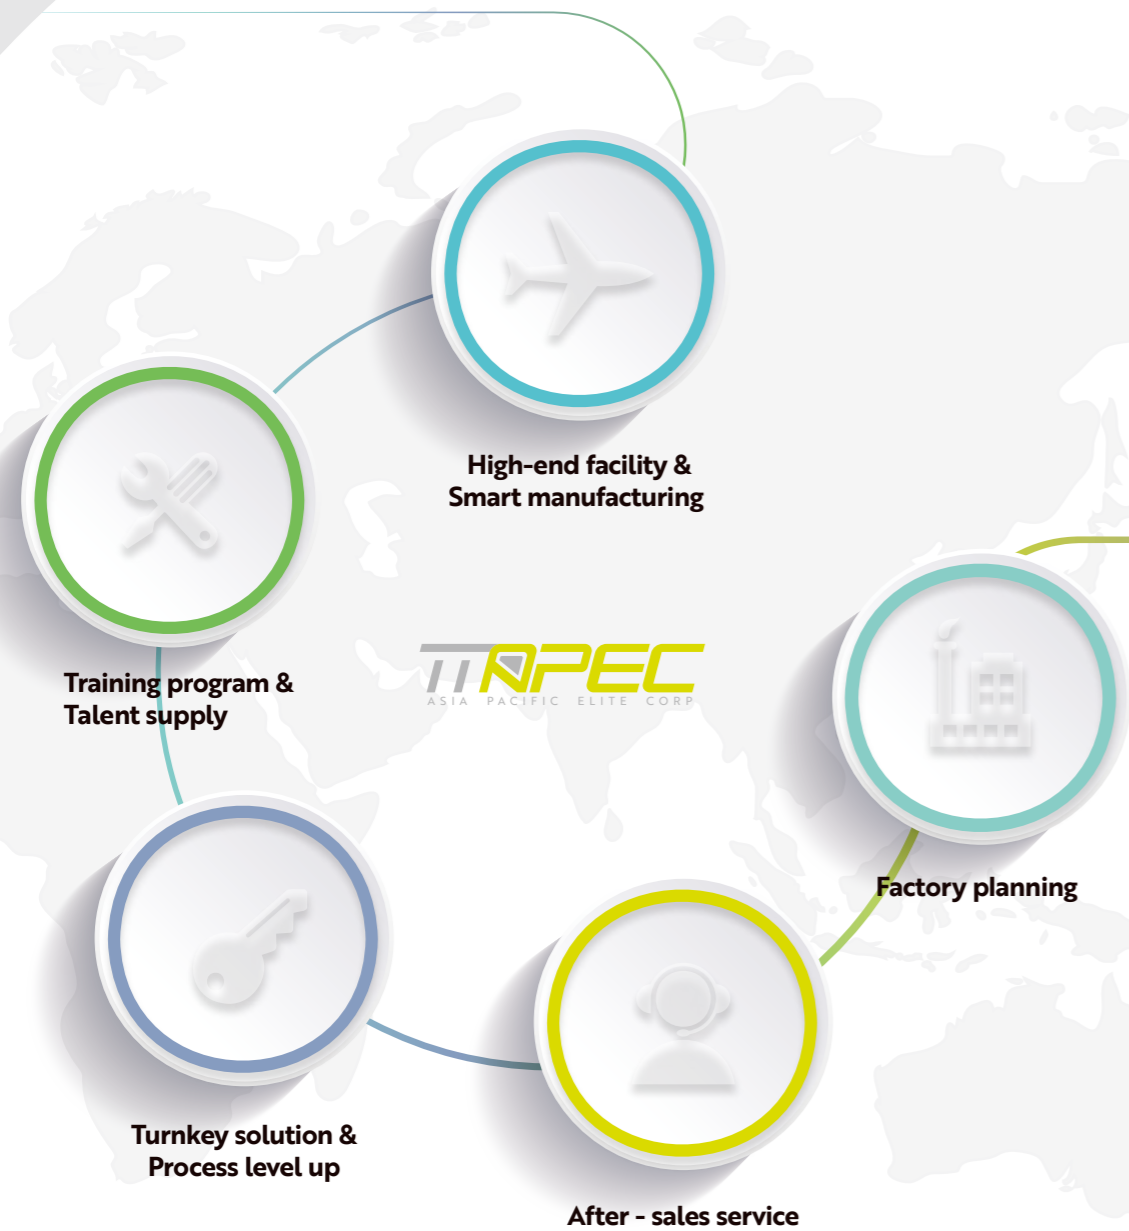 High-end facility &
Smart manufacturing
Training program &
Talent supply
APEC
ASIA PACIFIC ELITE CORP
Factory planning
Turnkey solution &
Process level up
After - sales service